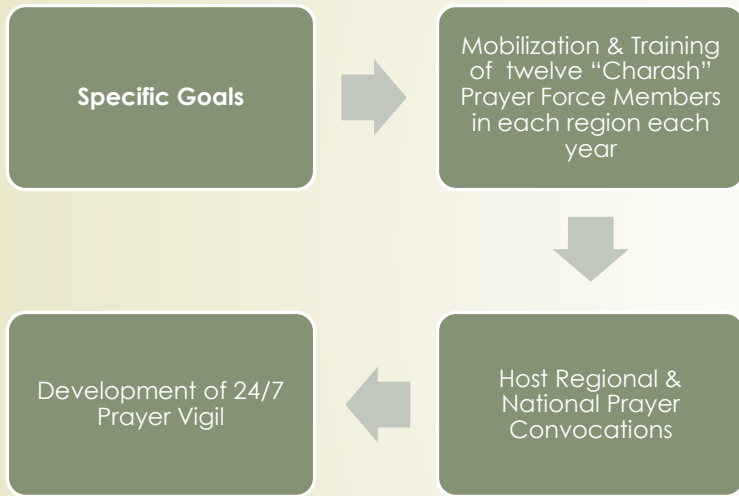 Specific Goals
Mobilization & Training
of twelve “Charash”
Prayer Force Members
in each region each
year
Host Regional &
National Prayer
Convocations
Development of 24/7
Prayer Vigil